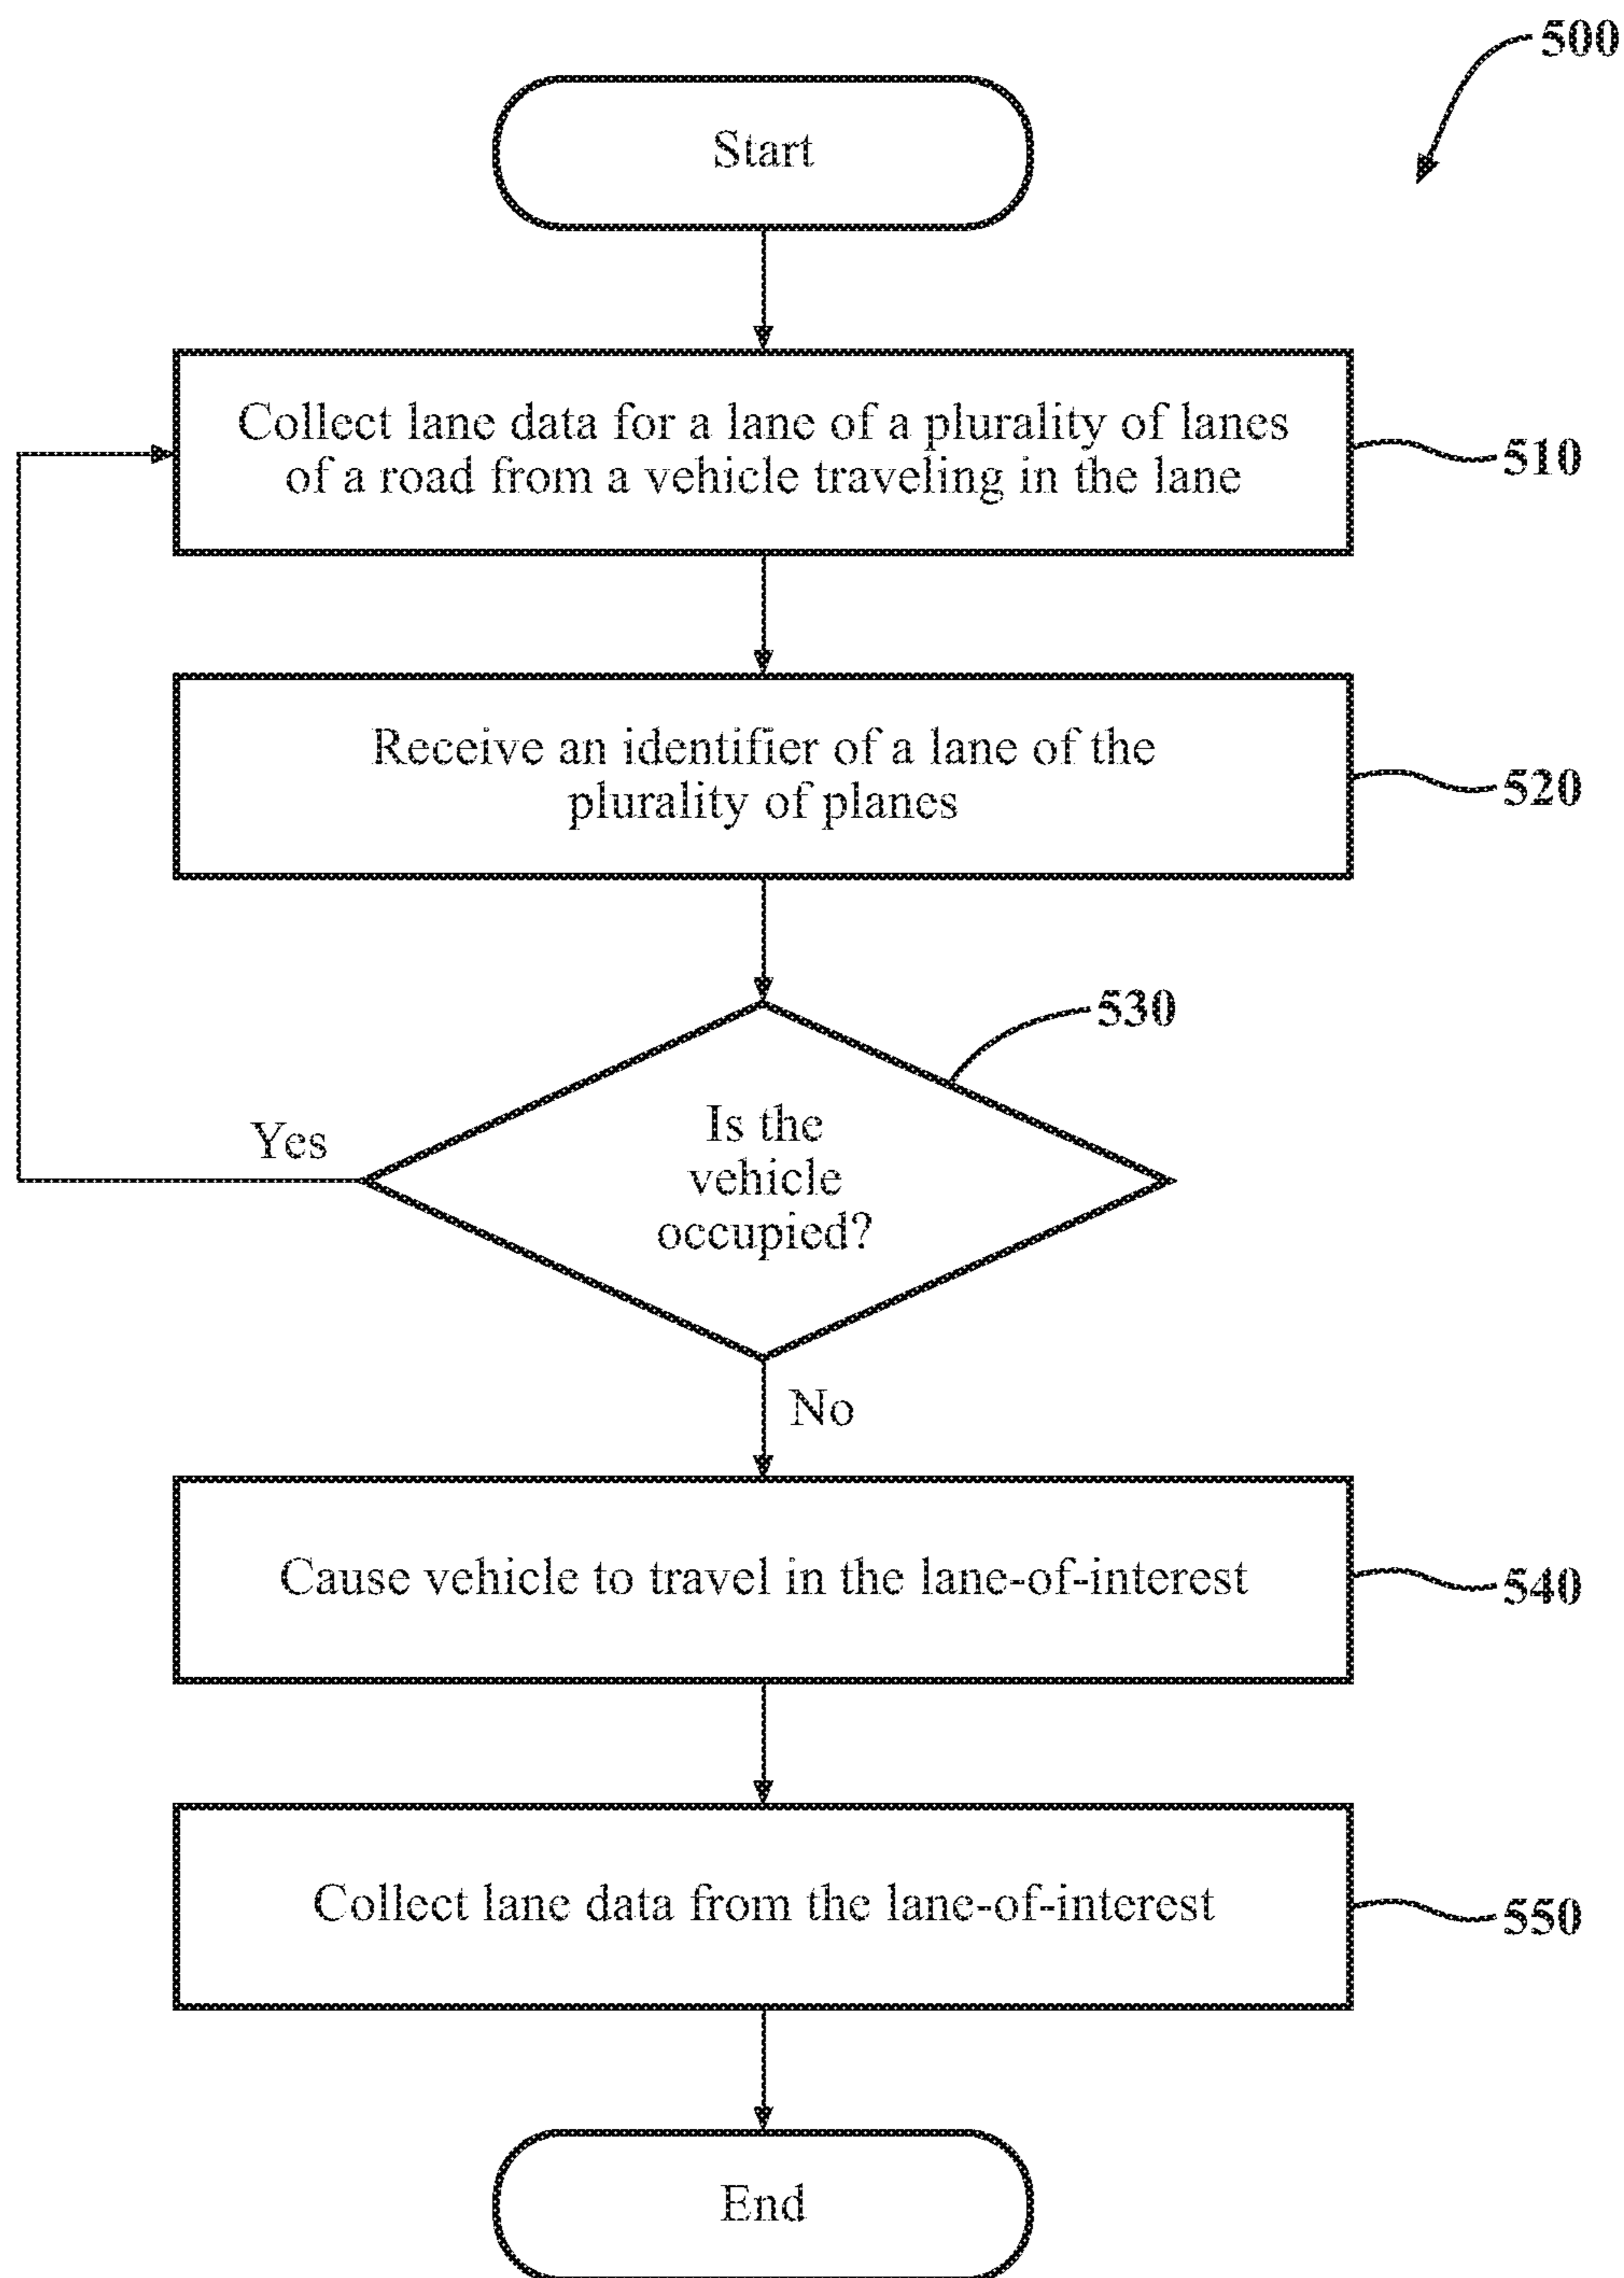 500
Start
Collect lane data for a lane of a plurality of lanes
of a road from a vehicle traveling in the lane
510
Receive an identifier of a lane of the
plurality of planes
520
530
Is the
vehicle
occupied?
Yes
No
Cause vehicle to travel in the lane-of-interest
540
Collect lane data from the lane-of-interest
550
End